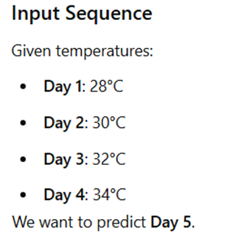 Input Sequence
Given temperatures:
• Day 1: 28°C
• Day 2: 30°C
• Day 3: 32°C
• Day 4: 34°C
We want to predict Day 5.